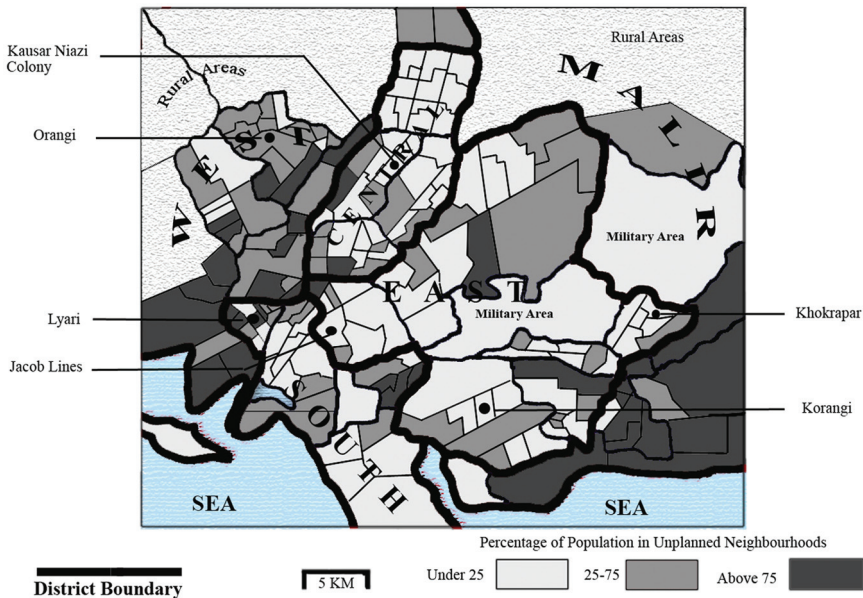 Kausar Niazi
Colony
Rural Areas
Rural Areas
MALIR
Orangi
WEST
CENTRAL
Military Area
EAST
Military Area
Khokrapar
Lyari
Jacob Lines
SOUTH
Korangi
SEA
SEA
Percentage of Population in Unplanned Neighbourhoods
District Boundary
5 KM
Under 25
25-75
Above 75